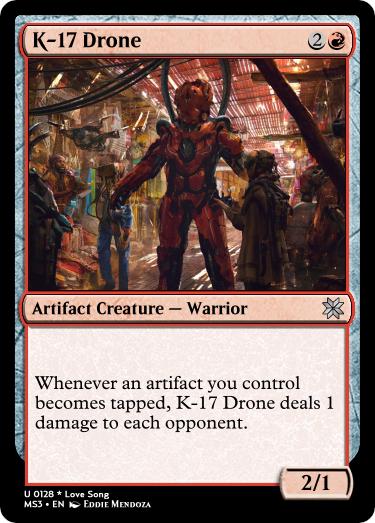 K-17 Drone 2
Artifact Creature — Warrior
Whenever an artifact you control
becomes tapped, K-17 Drone deals 1
damage to each opponent.
2/1
U 0128 * Love Song
MS3 • EN Eddie Mendoza